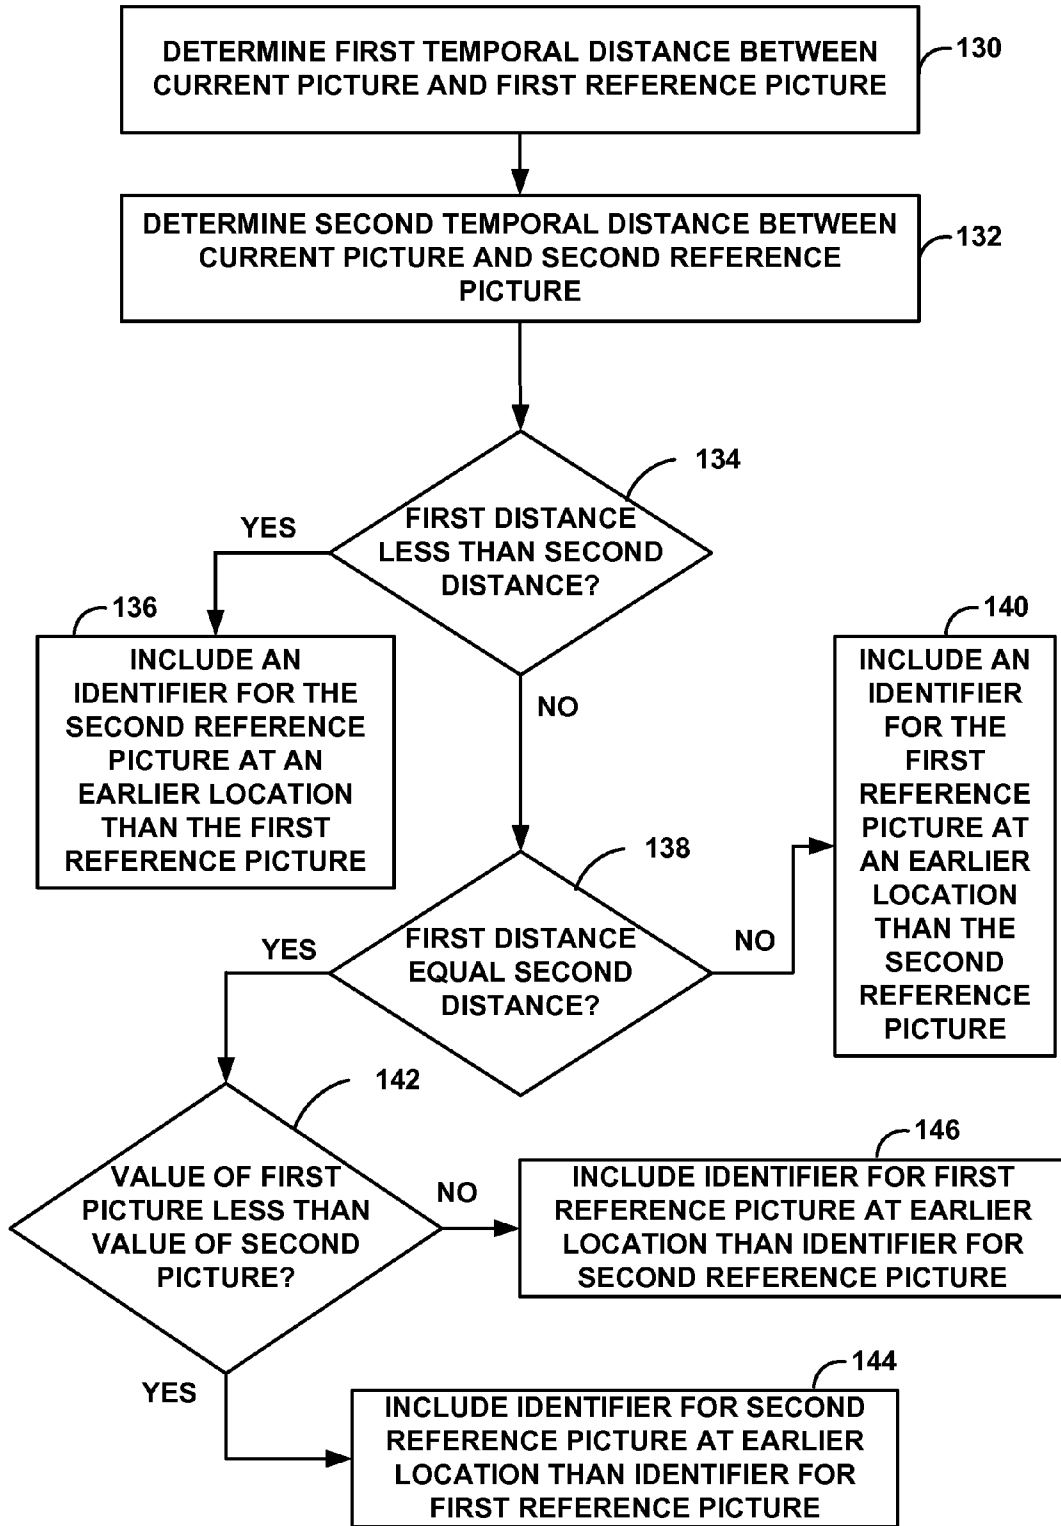 DETERMINE FIRST TEMPORAL DISTANCE BETWEEN
CURRENT PICTURE AND FIRST REFERENCE PICTURE
130
DETERMINE SECOND TEMPORAL DISTANCE BETWEEN
CURRENT PICTURE AND SECOND REFERENCE
PICTURE
132
134
FIRST DISTANCE
LESS THAN SECOND
DISTANCE?
YES
NO
136
INCLUDE AN
IDENTIFIER FOR THE
SECOND REFERENCE
PICTURE AT AN
EARLIER LOCATION
THAN THE FIRST
REFERENCE PICTURE
140
INCLUDE AN
IDENTIFIER
FOR THE
FIRST
REFERENCE
PICTURE AT
AN EARLIER
LOCATION
THAN THE
SECOND
REFERENCE
PICTURE
138
FIRST DISTANCE
EQUAL SECOND
DISTANCE?
YES
NO
142
VALUE OF FIRST
PICTURE LESS THAN
VALUE OF SECOND
PICTURE?
NO
YES
146
INCLUDE IDENTIFIER FOR FIRST
REFERENCE PICTURE AT EARLIER
LOCATION THAN IDENTIFIER FOR
SECOND REFERENCE PICTURE
144
INCLUDE IDENTIFIER FOR SECOND
REFERENCE PICTURE AT EARLIER
LOCATION THAN IDENTIFIER FOR
FIRST REFERENCE PICTURE